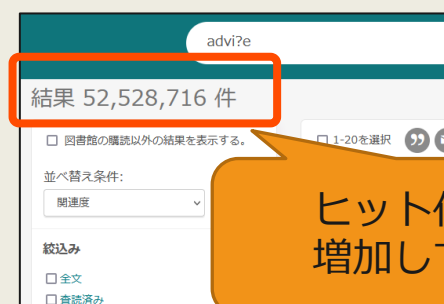 advi?e
結果 52,528,716 件
図書館の購読以外の結果を表示する。
1-20を選択
並べ替え条件:
関連度
ヒット
増加し
絞込み
全文
査読済み